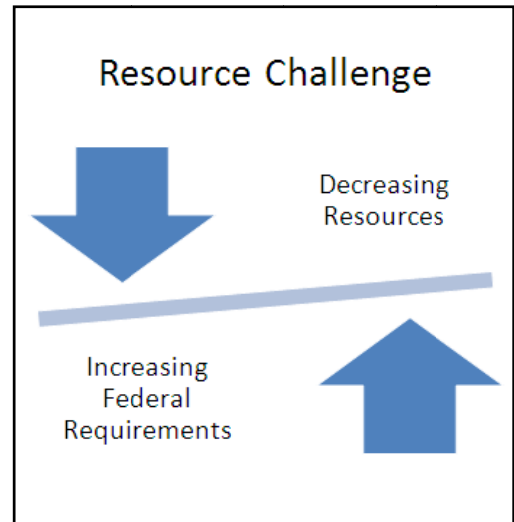 Resource Challenge
Decreasing
Resources
Increasing
Federal
Requirements